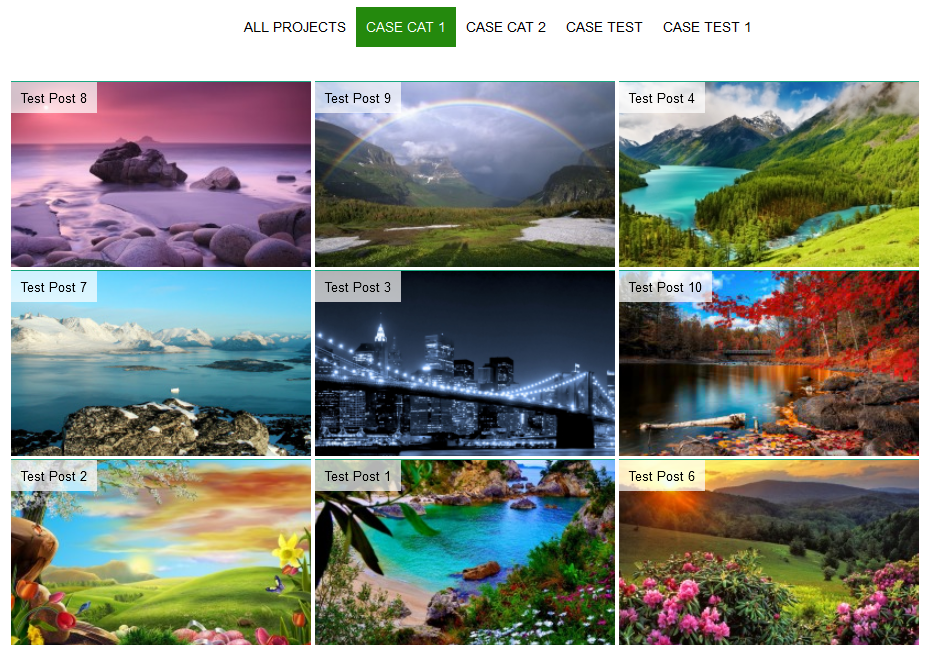 ALL PROJECTS CASE CAT 1 CASE CAT 2 CASE TEST CASE TEST 1
Test Post 8 Test Post 9 Test Post 4
Test Post 7 Test Post 3 Test Post 10
Test Post 2 Test Post 1 Test Post 6